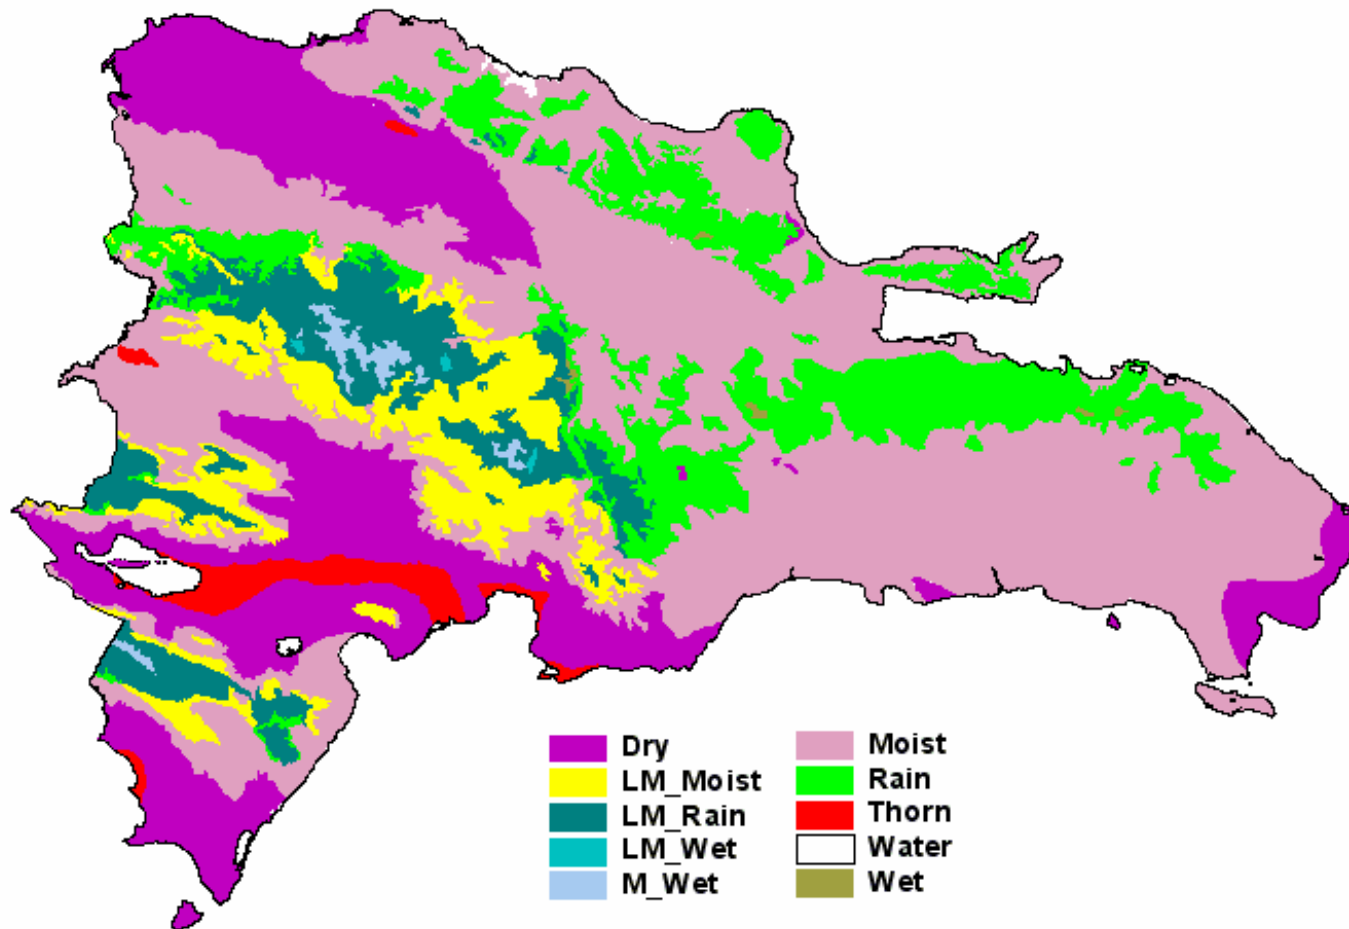 Dry
LM_Moist
LM_Rain
LM_Wet
M_Wet
Moist
Rain
Thorn
Water
Wet